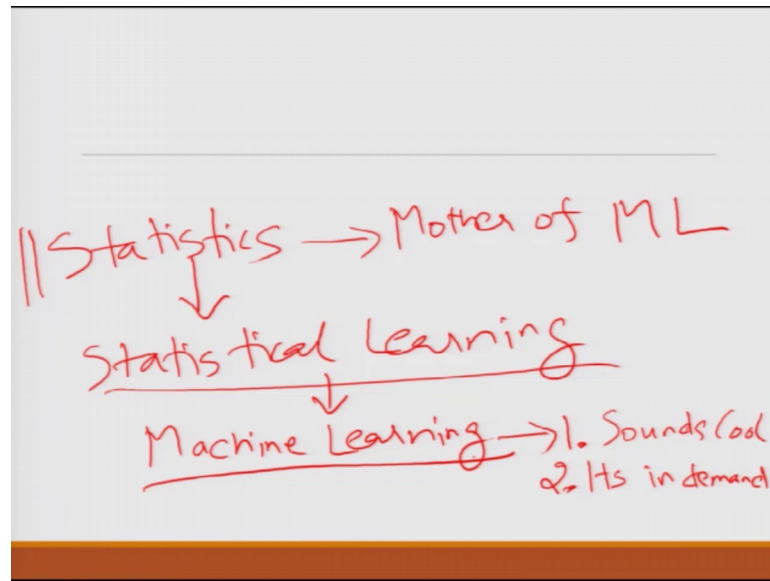 ||Statistics → Mother of ML
↓
Statistical Learning
↓
Machine Learning → 1. Sounds Cool
2. Its in demand